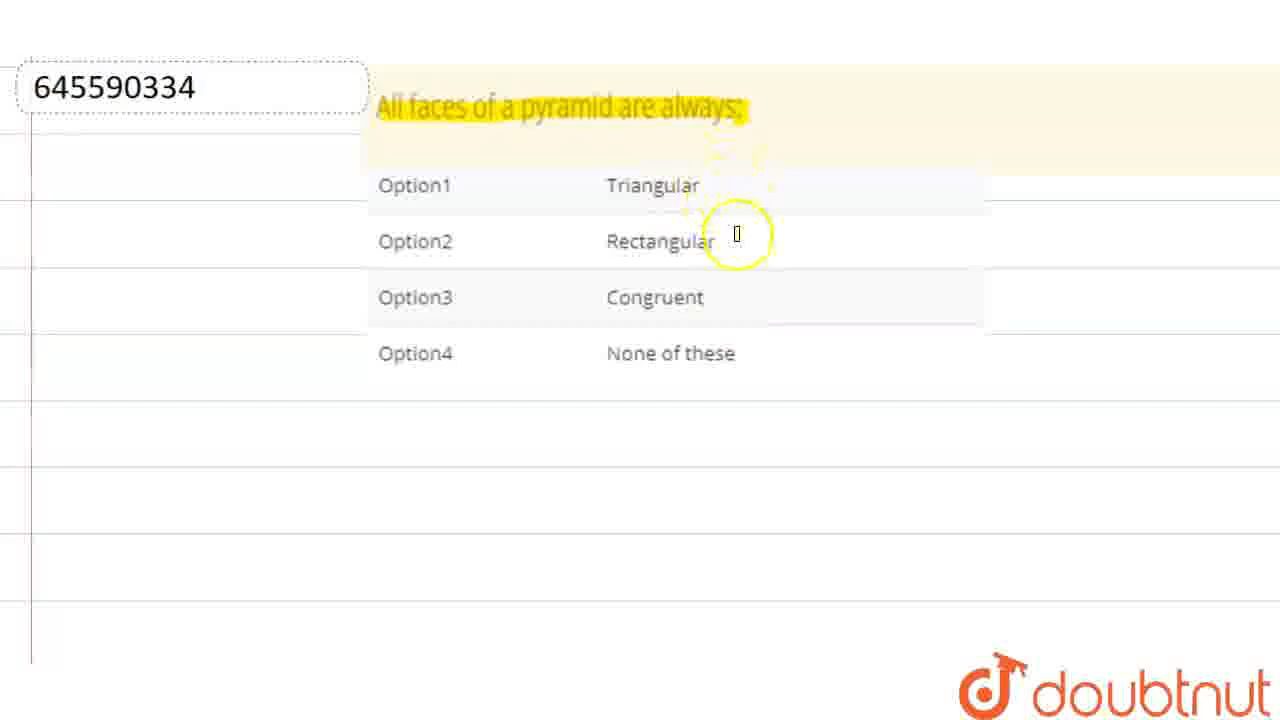 645590334
All faces of a pyramid are always:
Option1 Triangular
Option2 Rectangular
Option3 Congruent
Option4 None of these
doubtnut